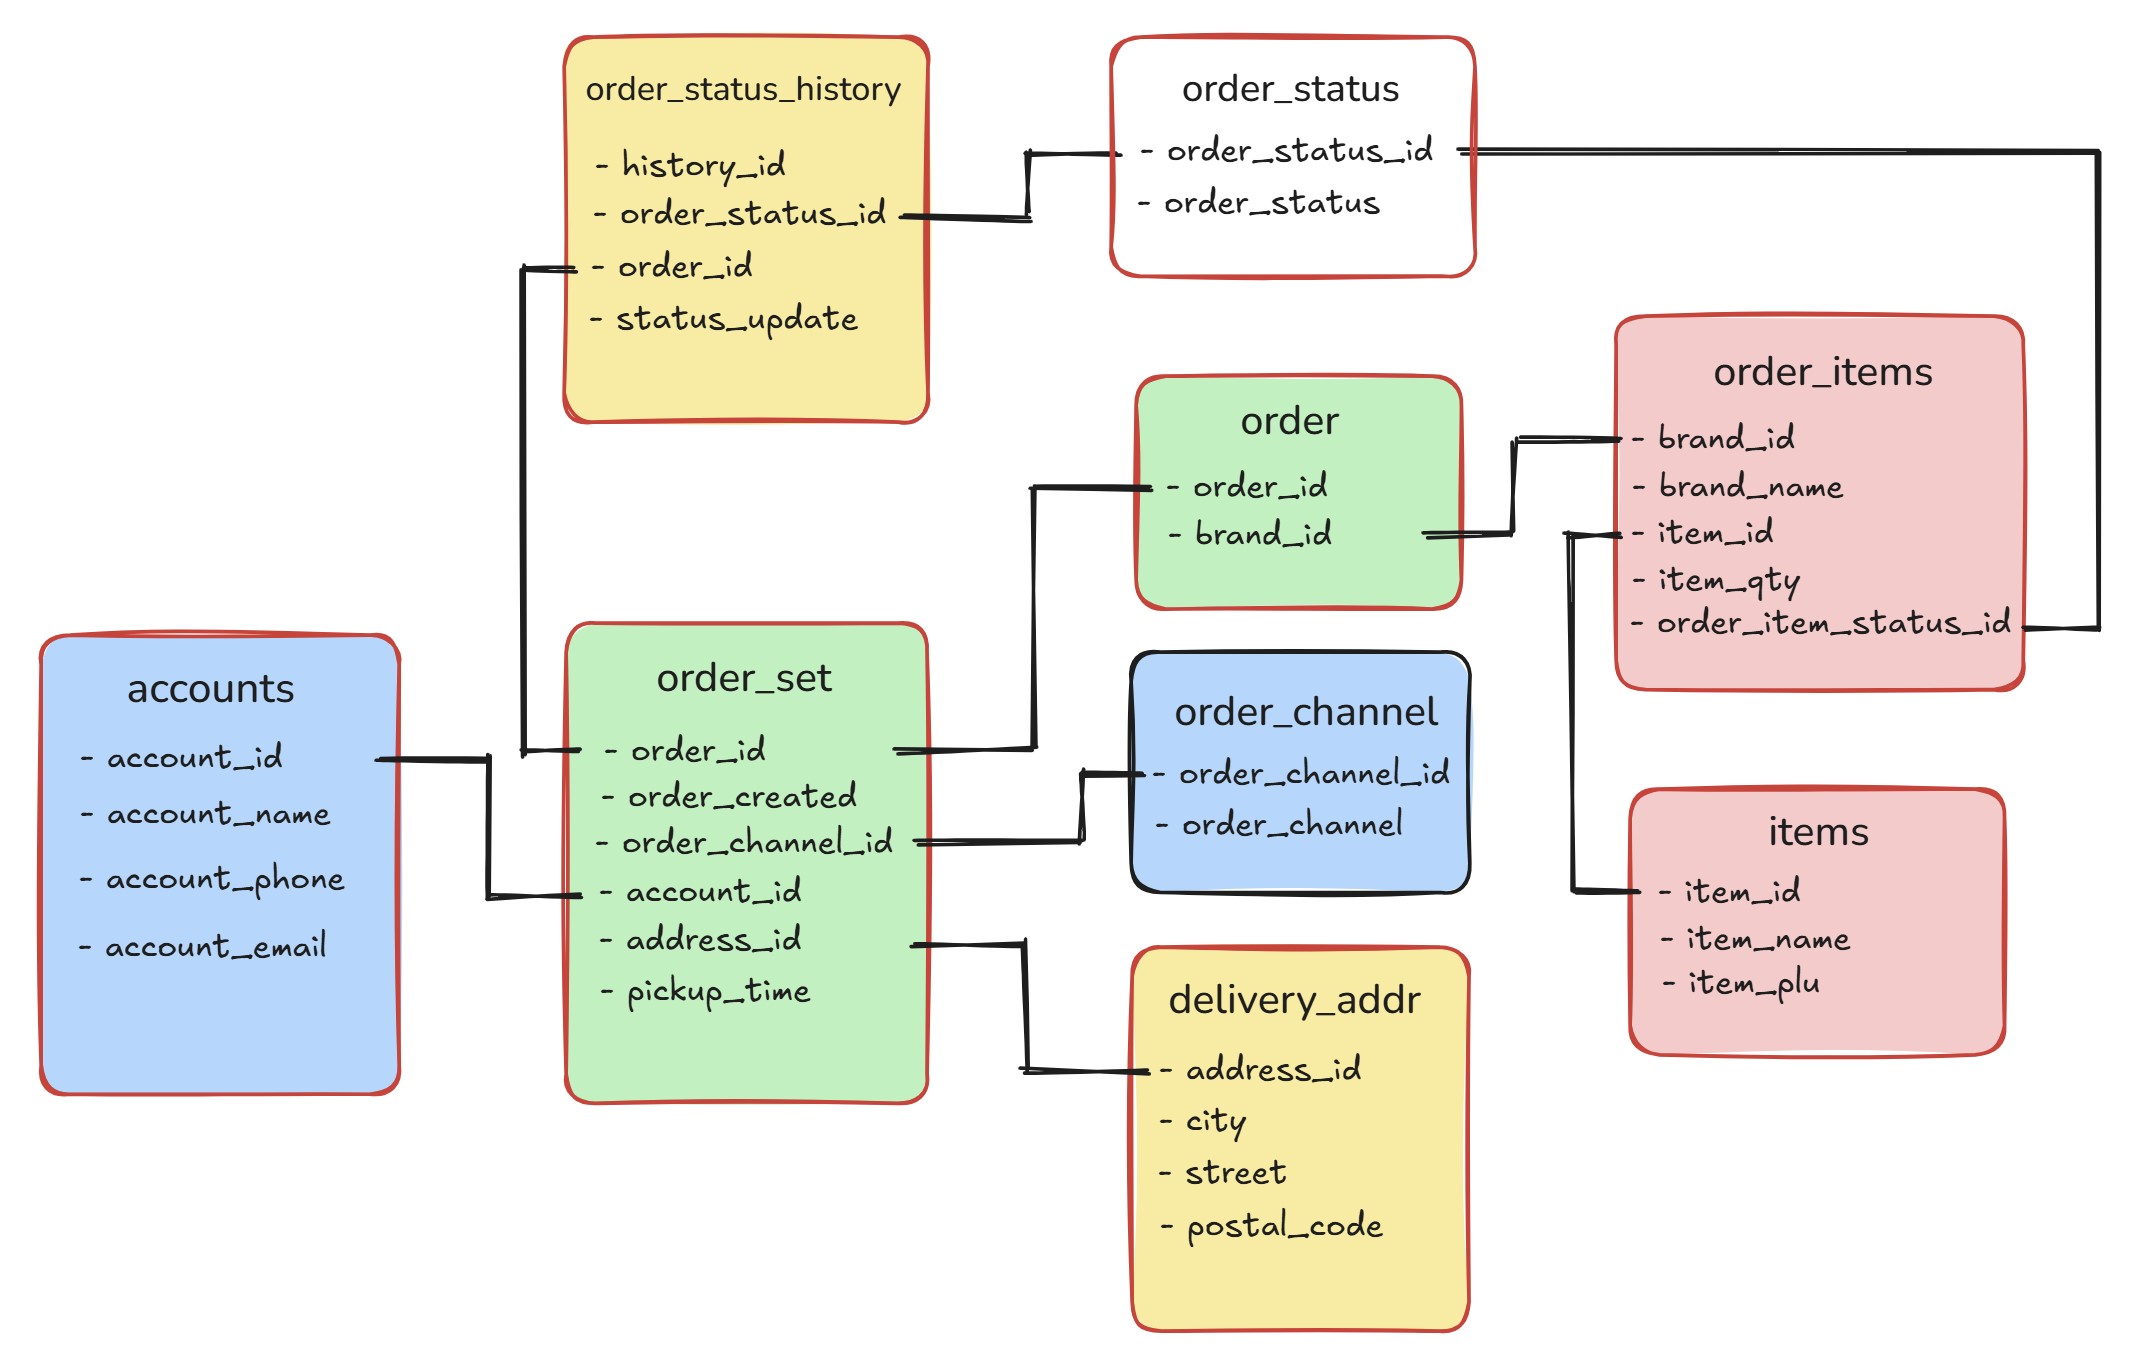 order_status_history
- history_id
- order_status_id
- order_id
- status_update
order_status
- order_status_id
- order_status
order_items
- brand_id
- brand_name
- item_id
- item_qty
- order_item_status_id
order
- order_id
- brand_id
accounts
- account_id
- account_name
- account_phone
- account_email
order_set
- order_id
- order_created
- order_channel_id
- account_id
- address_id
- pickup_time
order_channel
- order_channel_id
- order_channel
items
- item_id
- item_name
- item_plu
delivery_addr
- address_id
- city
- street
- postal_code